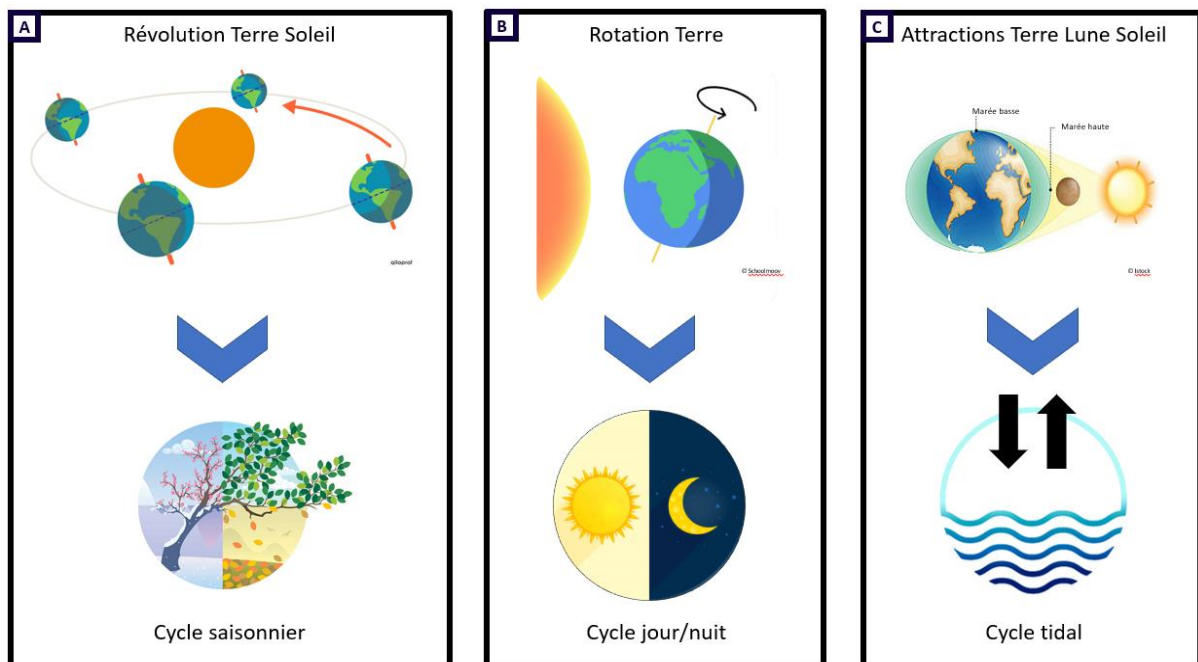 A
Révolution Terre Soleil
alloprof
Cycle saisonnier
B
Rotation Terre
© Schoolmoov
Cycle jour/nuit
C
Attractions Terre Lune Soleil
Marée basse
Marée haute
© Istock
Cycle tidal